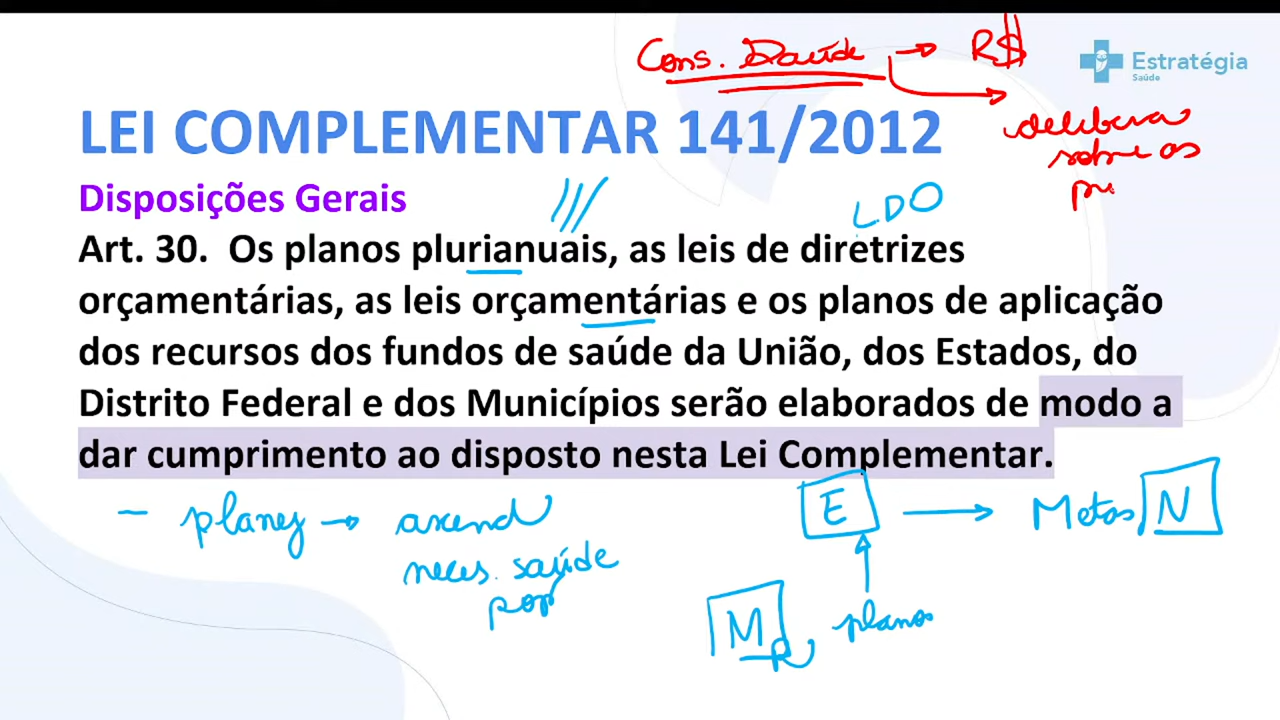 Cons. Saúde → R$
Estratégia
Saúde
delibera
sobre os
LEI COMPLEMENTAR 141/2012
Disposições Gerais
LDO
Art. 30. Os planos plurianuais, as leis de diretrizes
orçamentárias, as leis orçamentárias e os planos de aplicação
dos recursos dos fundos de saúde da União, dos Estados, do
Distrito Federal e dos Municípios serão elaborados de modo a
dar cumprimento ao disposto nesta Lei Complementar.
- planej → ascend
neces. saúde
pop
E → Metas N
M R planos